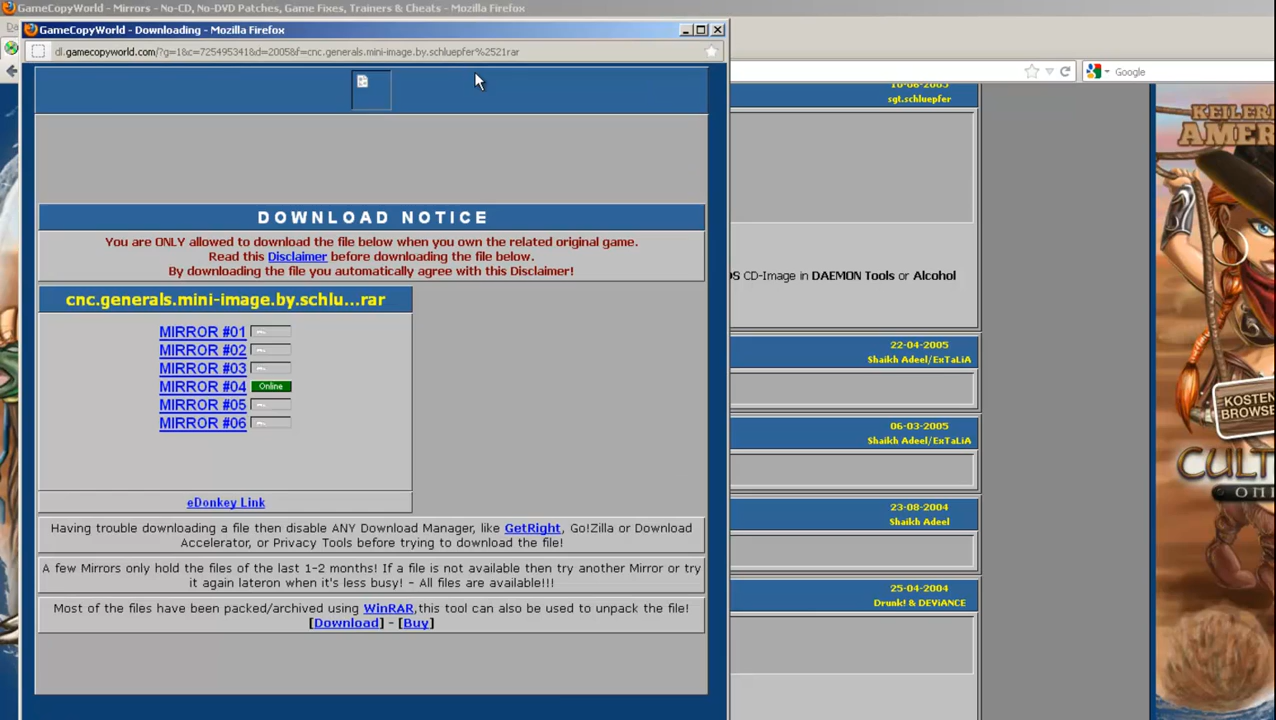 GameCopyWorld - Mirrors - No-CD, No-DVD Patches, Game Fixes, Trainers & Cheats - Mozilla Firefox
GameCopyWorld - Downloading - Mozilla Firefox
dl.gamecopyworld.com/?g=1&c=725495341&d=2005&f=cnc.generals.mini-image.by.schluepfer%2521rar
Google
DOWNLOAD NOTICE
You are ONLY allowed to download the file below when you own the related original game.
Read this Disclaimer before downloading the file below.
By downloading the file you automatically agree with this Disclaimer!
cnc.generals.mini-image.by.schlu...rar
MIRROR #01
MIRROR #02
MIRROR #03
MIRROR #04 Online
MIRROR #05
MIRROR #06
eDonkey Link
Having trouble downloading a file then disable ANY Download Manager, like GetRight, Go!Zilla or Download
Accelerator, or Privacy Tools before trying to download the file!
A few Mirrors only hold the files of the last 1-2 months! If a file is not available then try another Mirror or try
it again lateron when it's less busy! - All files are available!!!
Most of the files have been packed/archived using WinRAR,this tool can also be used to unpack the file!
[Download] - [Buy]
sgt.schluepfer
CD-Image in DAEMON Tools or Alcohol
22-04-2005
Shaikh Adeel/ExTaLiA
06-03-2005
Shaikh Adeel/ExTaLiA
23-08-2004
Shaikh Adeel
25-04-2004
Drunk! & DEViANCE
AMER
KOSTEN
BROWSE
CULT